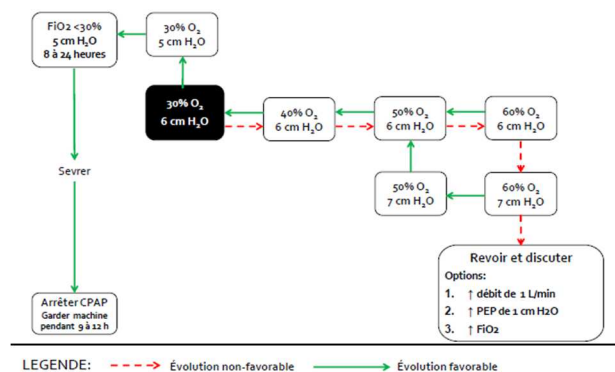 FiO2 <30%
5 cm H₂O
8 à 24 heures
30% O₂
5 cm H₂O
30% O₂
6 cm H₂O
40% O₂
6 cm H₂O
50% O₂
6 cm H₂O
60% O₂
6 cm H₂O
50% O₂
7 cm H₂O
60% O₂
7 cm H₂O
Sevrer
Revoir et discuter
Options:
1. ↑ débit de 1 L/min
2. ↑ PEP de 1 cm H2O
3. ↑ FiO2
Arrêter CPAP
Garder machine
pendant 9 à 12 h
LEGENDE: Évolution non-favorable Évolution favorable